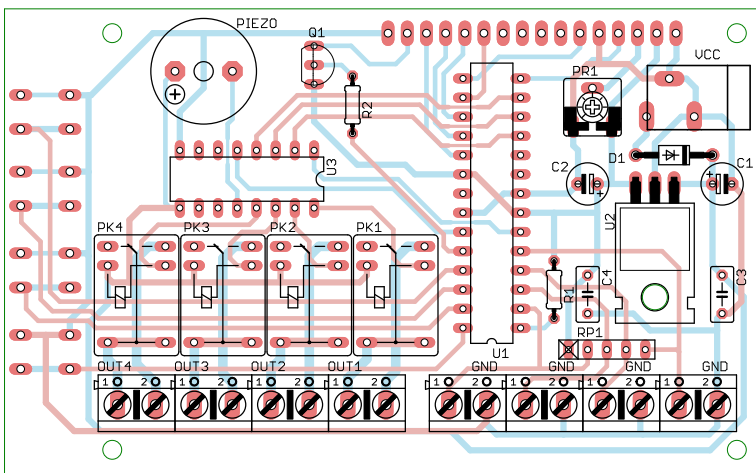 PIEZO
Q1
VCC
PR1
R2
D1
C2
+
C1
+
+
U3
U2
PK4
PK3
PK2
PK1
R1
C4
C3
RP1
U1
OUT4
OUT3
OUT2
OUT1
GND
GND
GND
GND
1 2 1 2 1 2 1 2 1 2 1 2 1 2 1 2